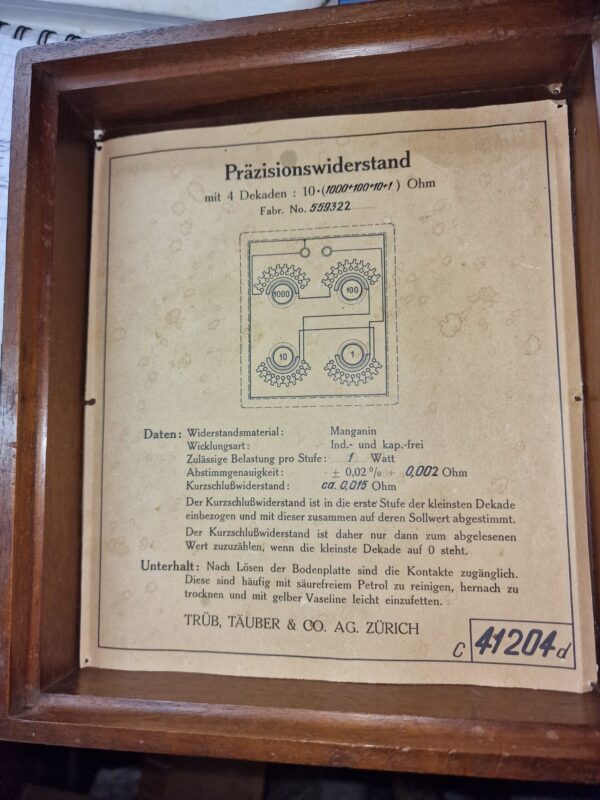 Präzisionswiderstand
mit 4 Dekaden : 10·(1000+100+10+1) Ohm
Fabr. No. 559322
1000 100
10 1
Daten: Widerstandsmaterial: Manganin
Wicklungsart: Ind.- und kap.-frei
Zulässige Belastung pro Stufe: 1 Watt
Abstimmgenauigkeit: ± 0,02 % + 0,002 Ohm
Kurzschlußwiderstand: ca. 0,015 Ohm
Der Kurzschlußwiderstand ist in die erste Stufe der kleinsten Dekade
einbezogen und mit dieser zusammen auf deren Sollwert abgestimmt.
Der Kurzschlußwiderstand ist daher nur dann zum abgelesenen
Wert zuzuzählen, wenn die kleinste Dekade auf 0 steht.
Unterhalt: Nach Lösen der Bodenplatte sind die Kontakte zugänglich.
Diese sind häufig mit säurefreiem Petrol zu reinigen, hernach zu
trocknen und mit gelber Vaseline leicht einzufetten.
TRÜB, TÄUBER & CO. AG. ZÜRICH
C 41204d